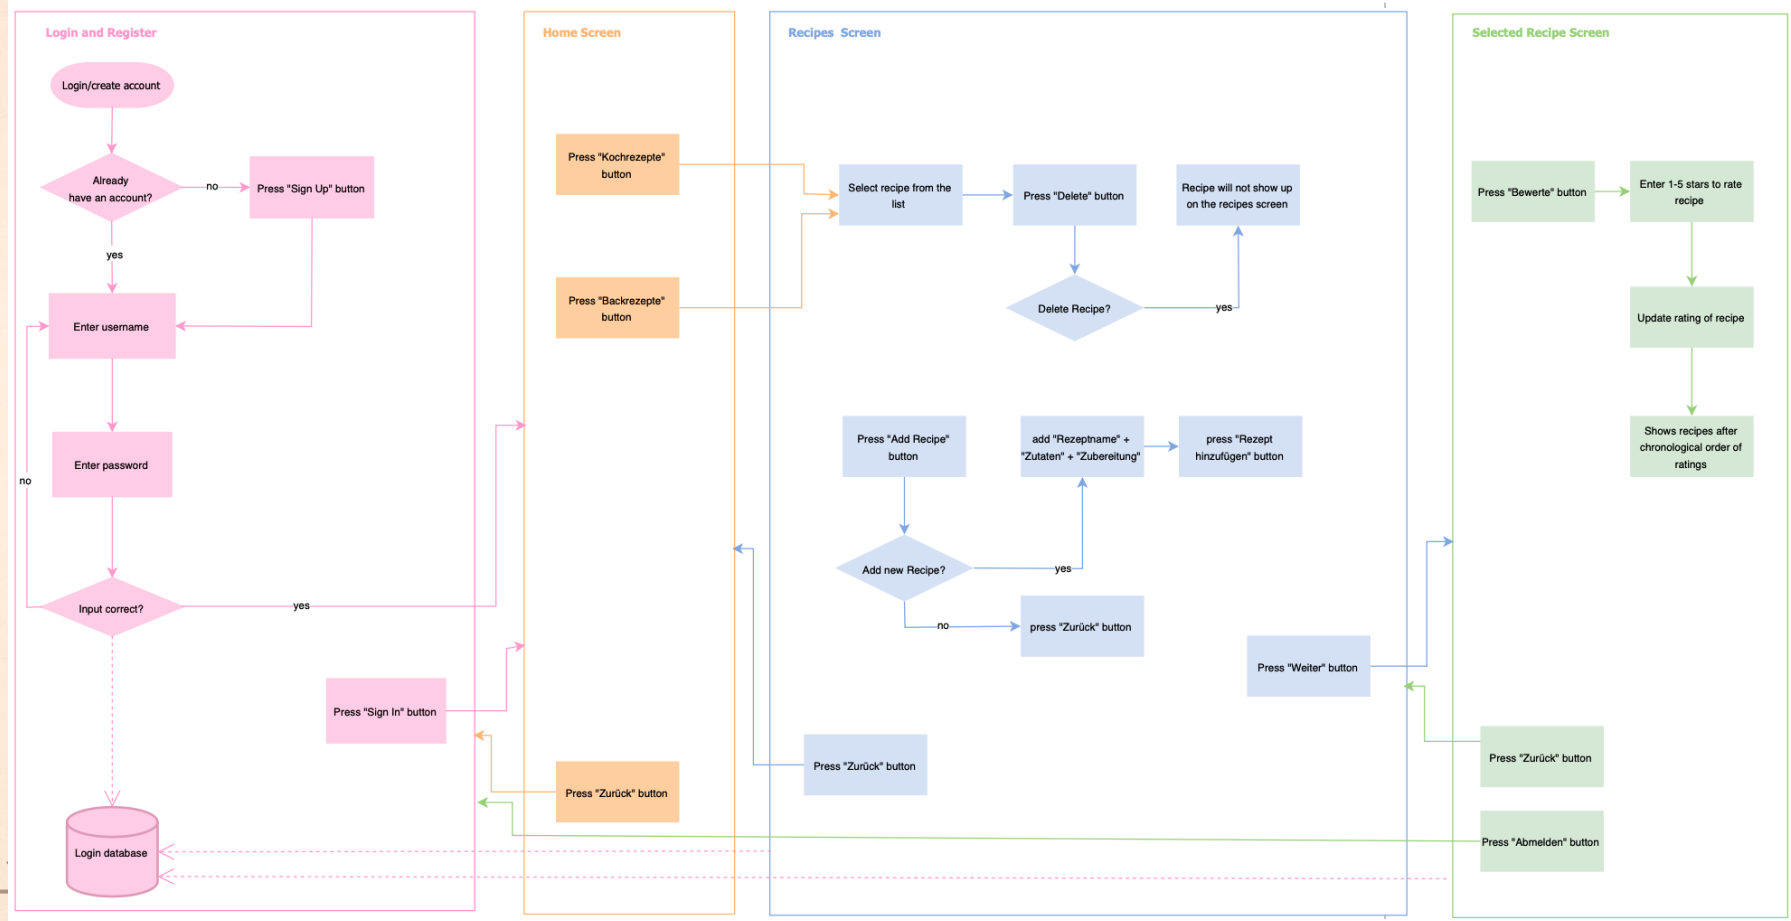 Login and Register
Login/create account
Already
have an account?
no
Press "Sign Up" button
yes
Enter username
Enter password
no
Input correct?
yes
Press "Sign In" button
Login database
Home Screen
Press "Kochrezepte"
button
Press "Backrezepte"
button
Press "Zurück" button
Recipes Screen
Select recipe from the
list
Press "Delete" button
Recipe will not show up
on the recipes screen
Delete Recipe?
yes
Press "Add Recipe"
button
add "Rezeptname" +
"Zutaten" + "Zubereitung"
press "Rezept
hinzufügen" button
Add new Recipe?
yes
no
press "Zurück" button
Press "Weiter" button
Press "Zurück" button
Selected Recipe Screen
Press "Bewerte" button
Enter 1-5 stars to rate
recipe
Update rating of recipe
Shows recipes after
chronological order of
ratings
Press "Zurück" button
Press "Abmelden" button